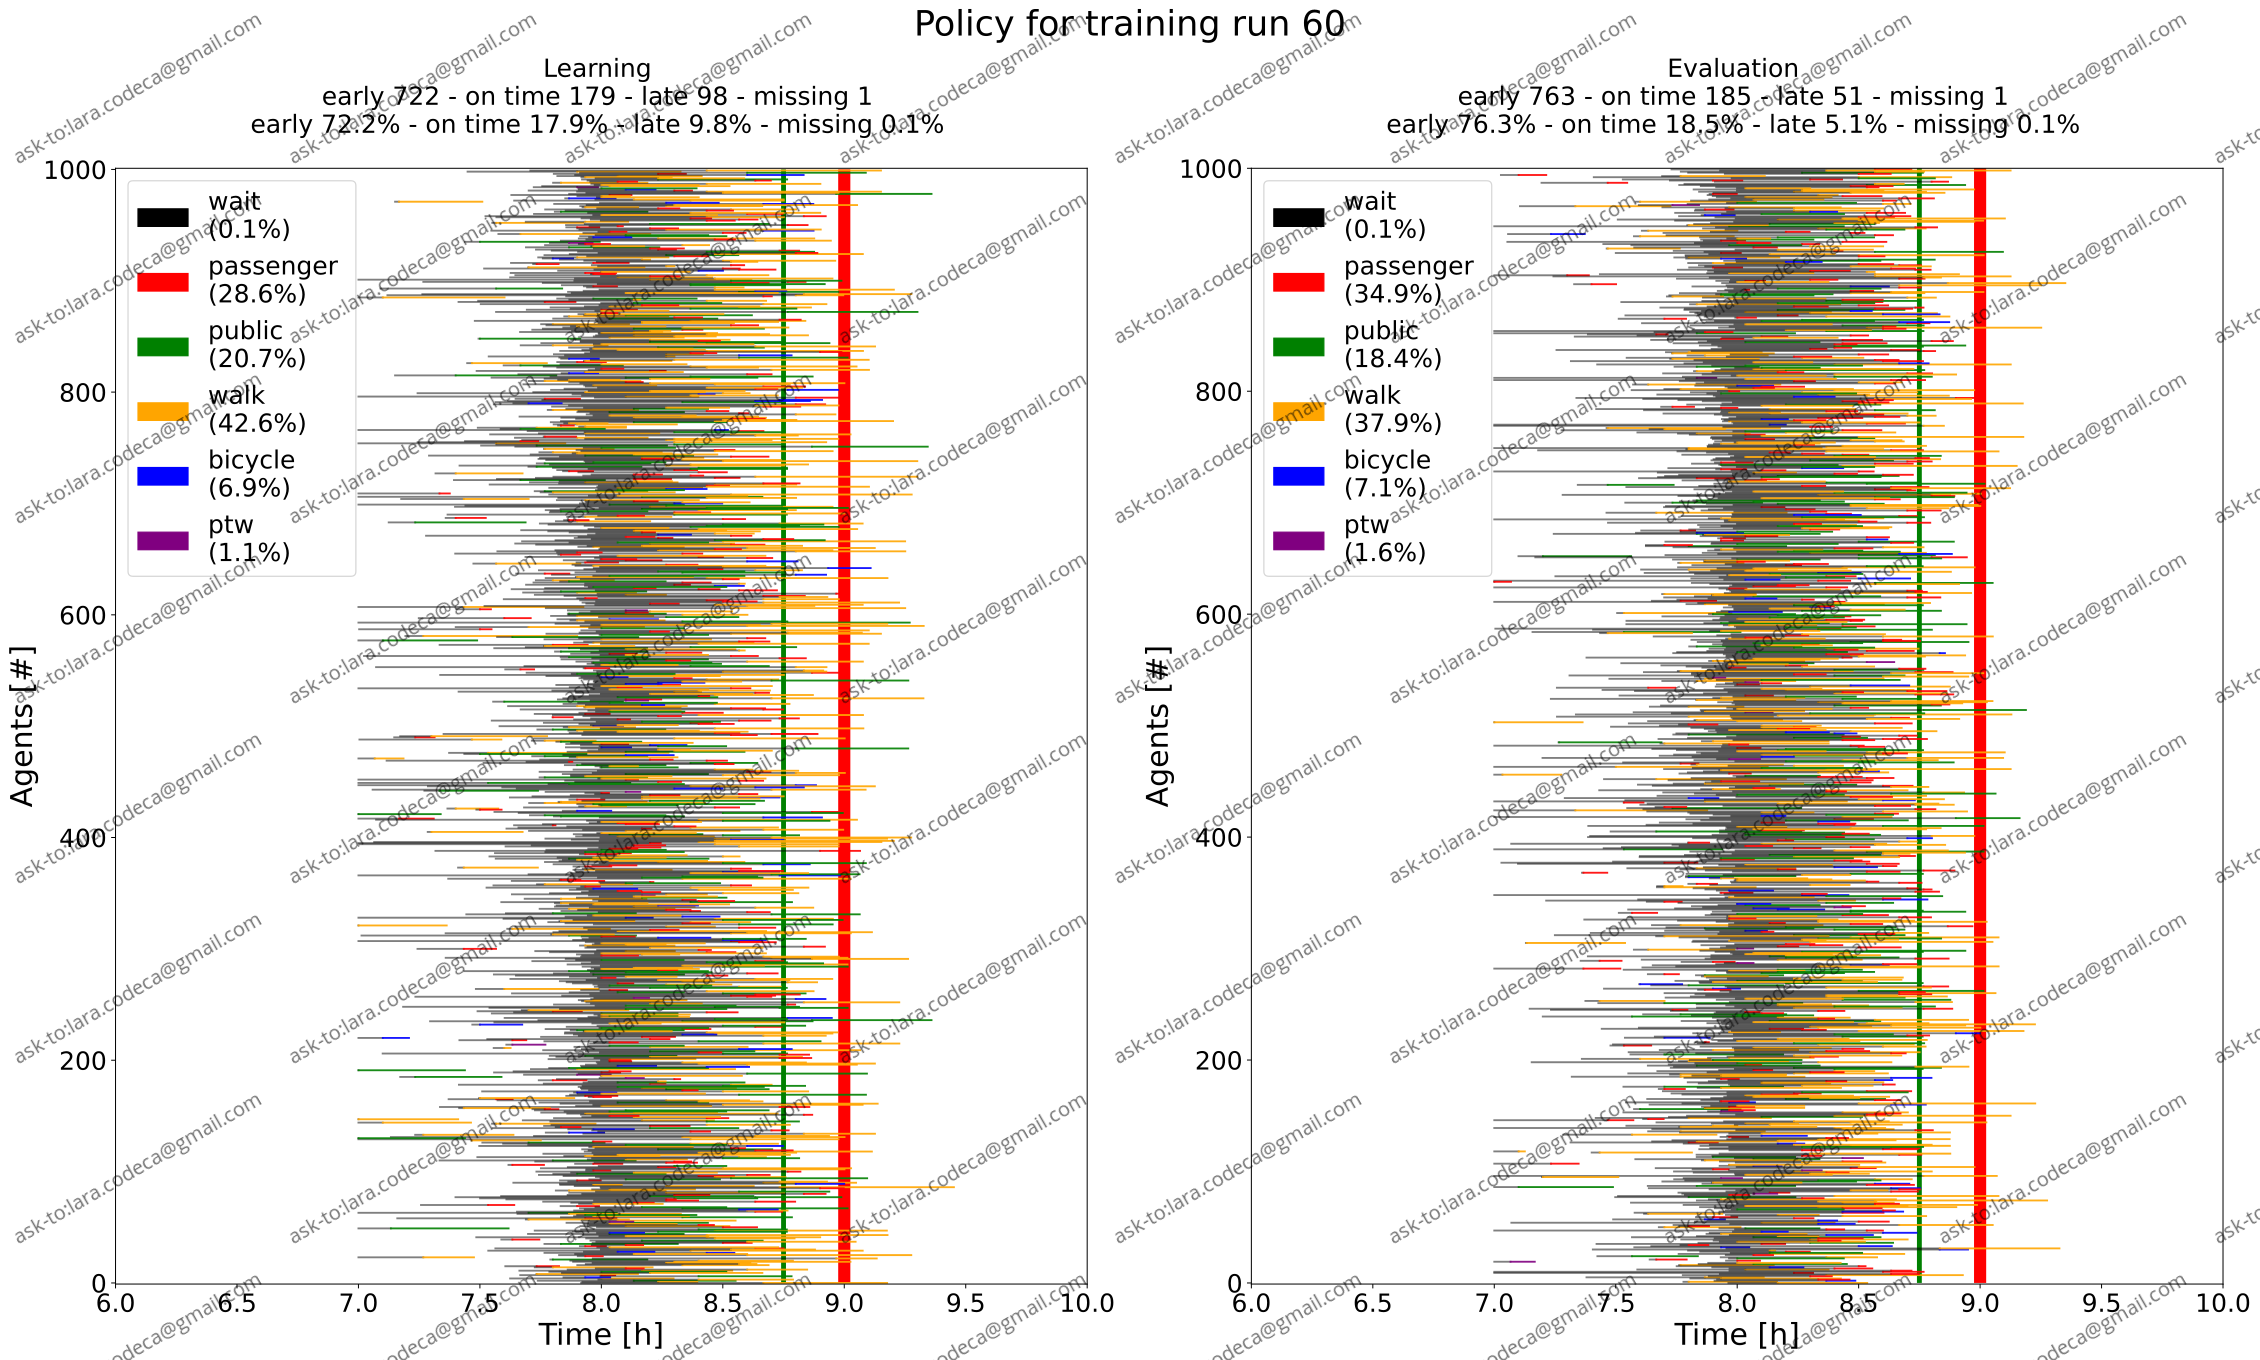 Policy for training run 60
Learning
early 722 - on time 179 - late 98 - missing 1
early 72.2% - on time 17.9% - late 9.8% - missing 0.1%
1000
800
600
400
200
0
Agents [#]
wait
(0.1%)
passenger
(28.6%)
public
(20.7%)
walk
(42.6%)
bicycle
(6.9%)
ptw
(1.1%)
6.0 6.5 7.0 7.5 8.0 8.5 9.0 9.5 10.0
Time [h]
Evaluation
early 763 - on time 185 - late 51 - missing 1
early 76.3% - on time 18.5% - late 5.1% - missing 0.1%
1000
800
600
400
200
0
Agents [#]
wait
(0.1%)
passenger
(34.9%)
public
(18.4%)
walk
(37.9%)
bicycle
(7.1%)
ptw
(1.6%)
6.0 6.5 7.0 7.5 8.0 8.5 9.0 9.5 10.0
Time [h]
ask-to:lara.codeca@gmail.com